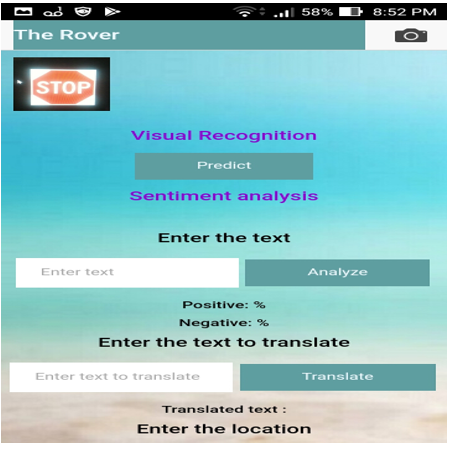 58% 8:52 PM
The Rover
STOP
Visual Recognition
Predict
Sentiment analysis
Enter the text
Enter text Analyze
Positive: %
Negative: %
Enter the text to translate
Enter text to translate Translate
Translated text :
Enter the location